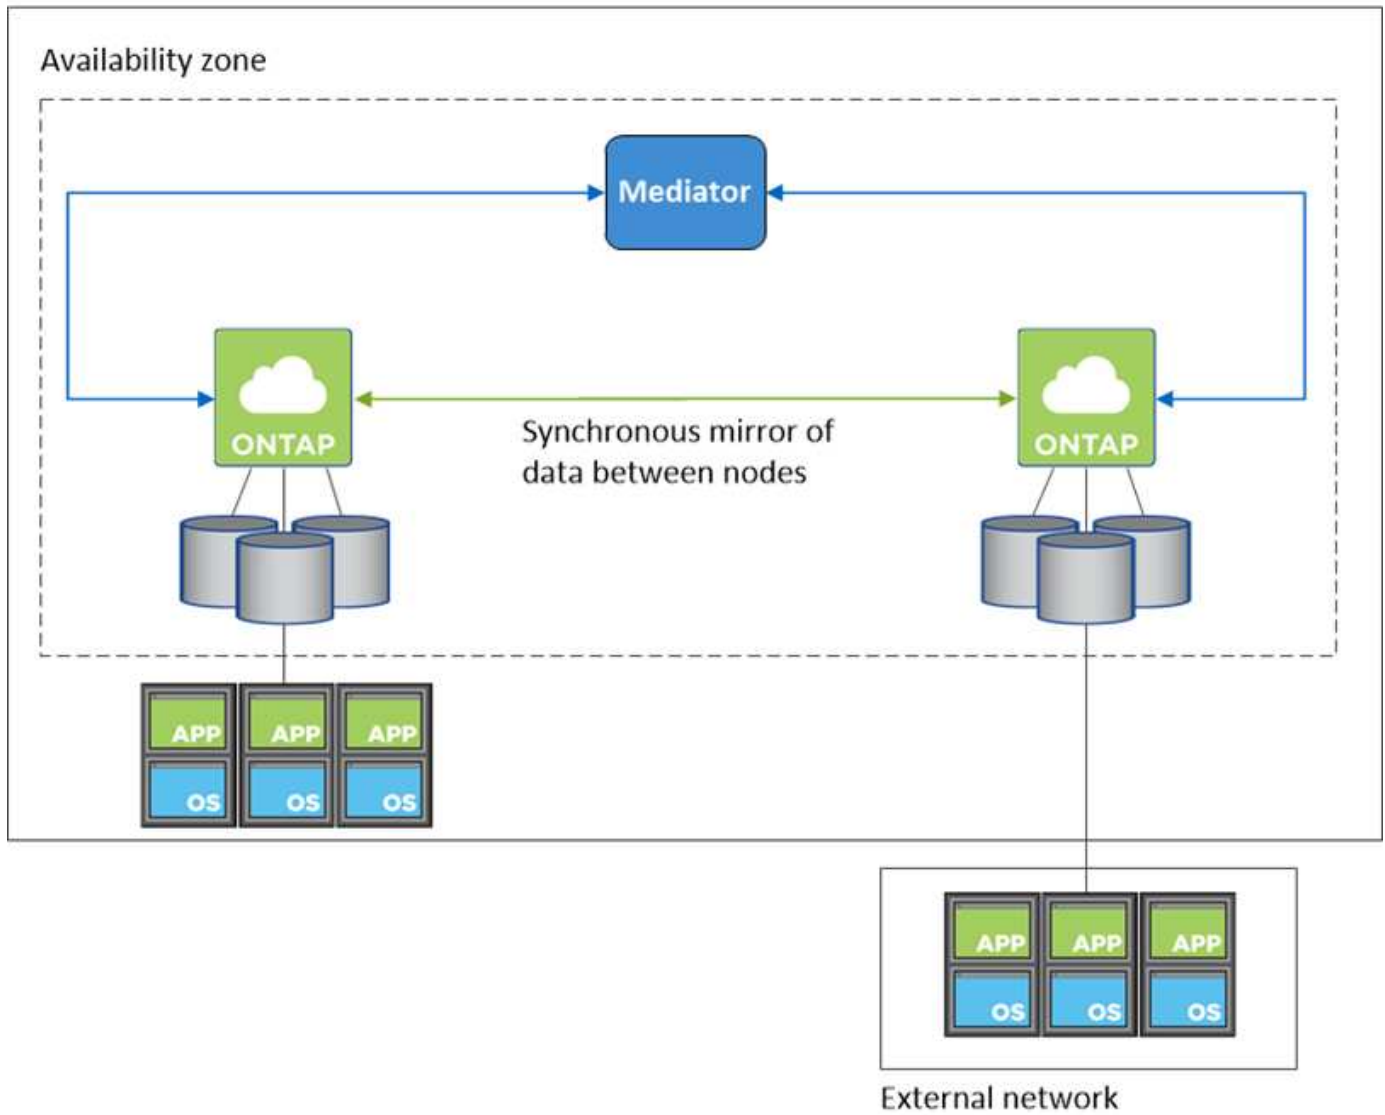 Availability zone
Mediator
ONTAP
ONTAP
Synchronous mirror of
data between nodes
APP APP APP
OS OS OS
APP APP APP
OS OS OS
External network